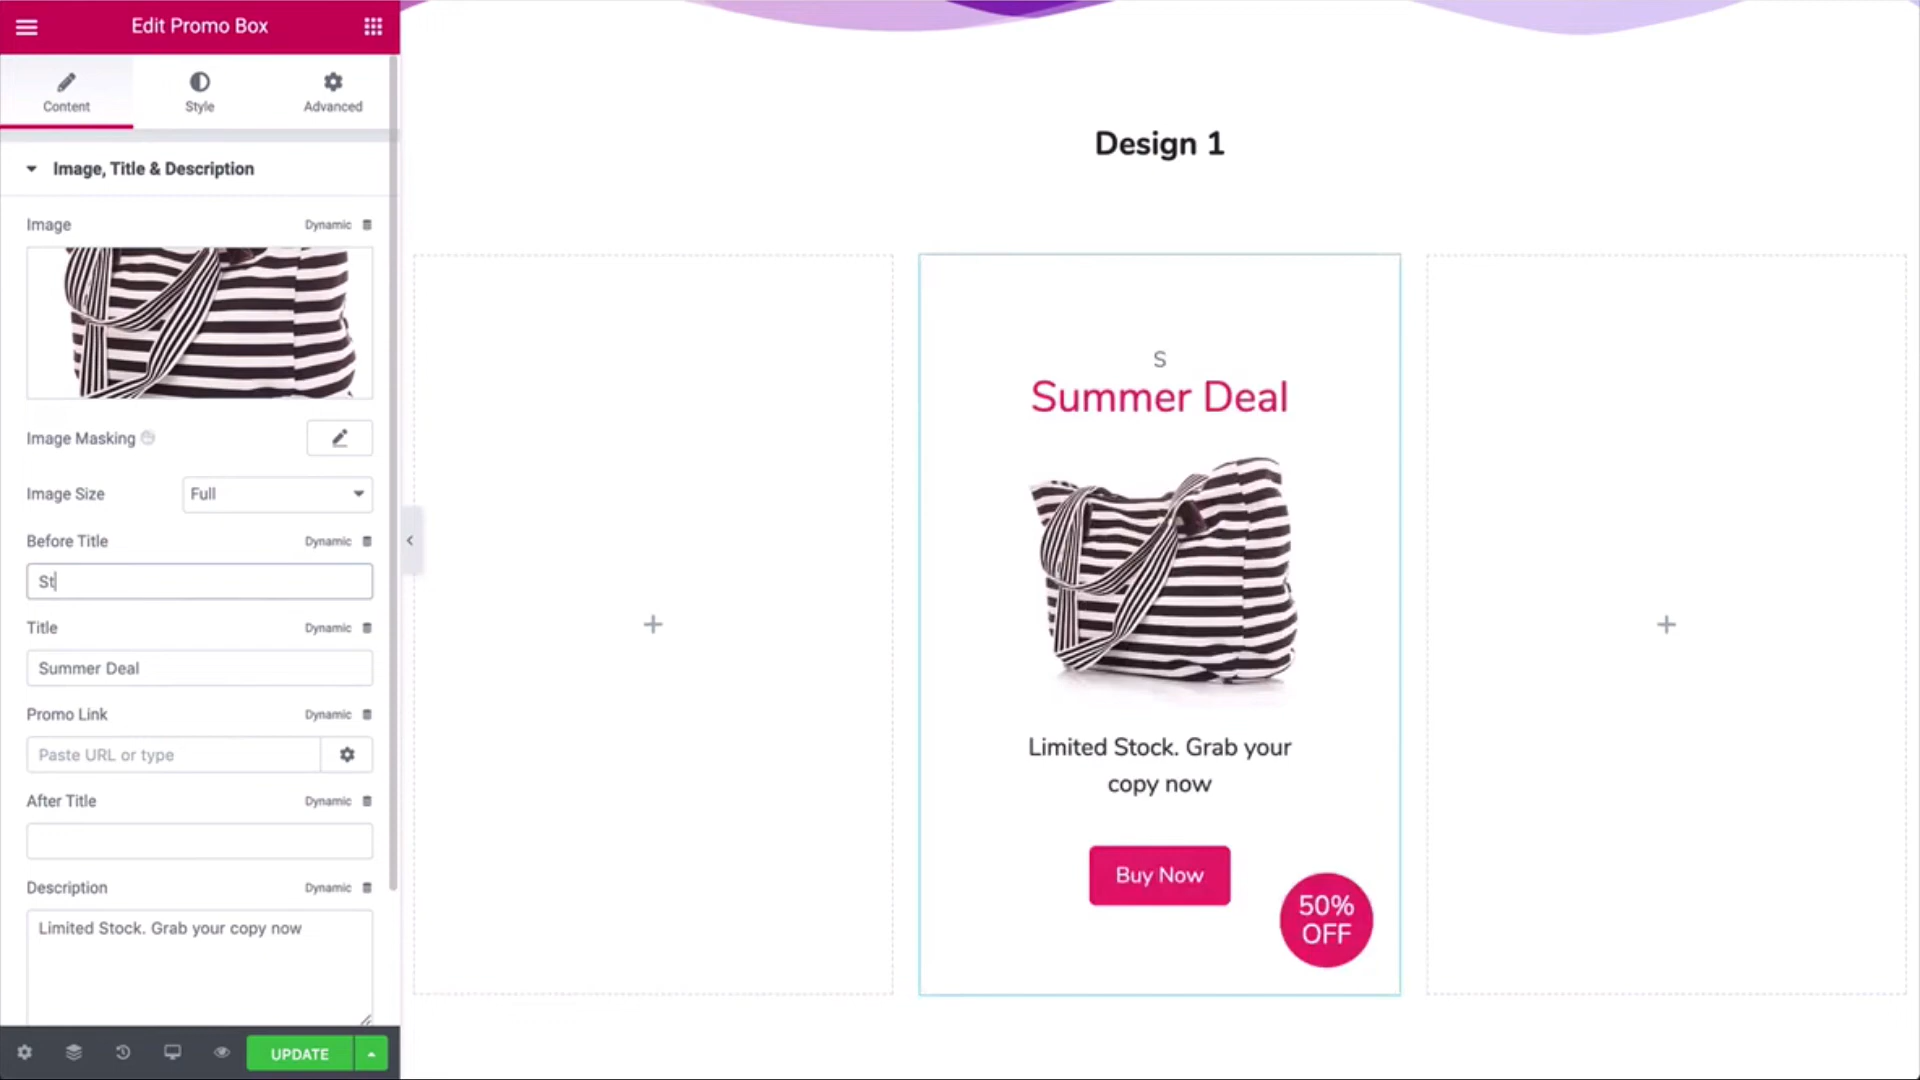 Edit Promo Box
Content
Style
Advanced
Image, Title & Description
Image
Dynamic
Image Masking
Image Size
Full
Before Title
Dynamic
St
Title
Dynamic
Summer Deal
Promo Link
Dynamic
Paste URL or type
After Title
Dynamic
Description
Dynamic
Limited Stock. Grab your copy now
UPDATE
Design 1
S
Summer Deal
Limited Stock. Grab your
copy now
Buy Now
50%
OFF